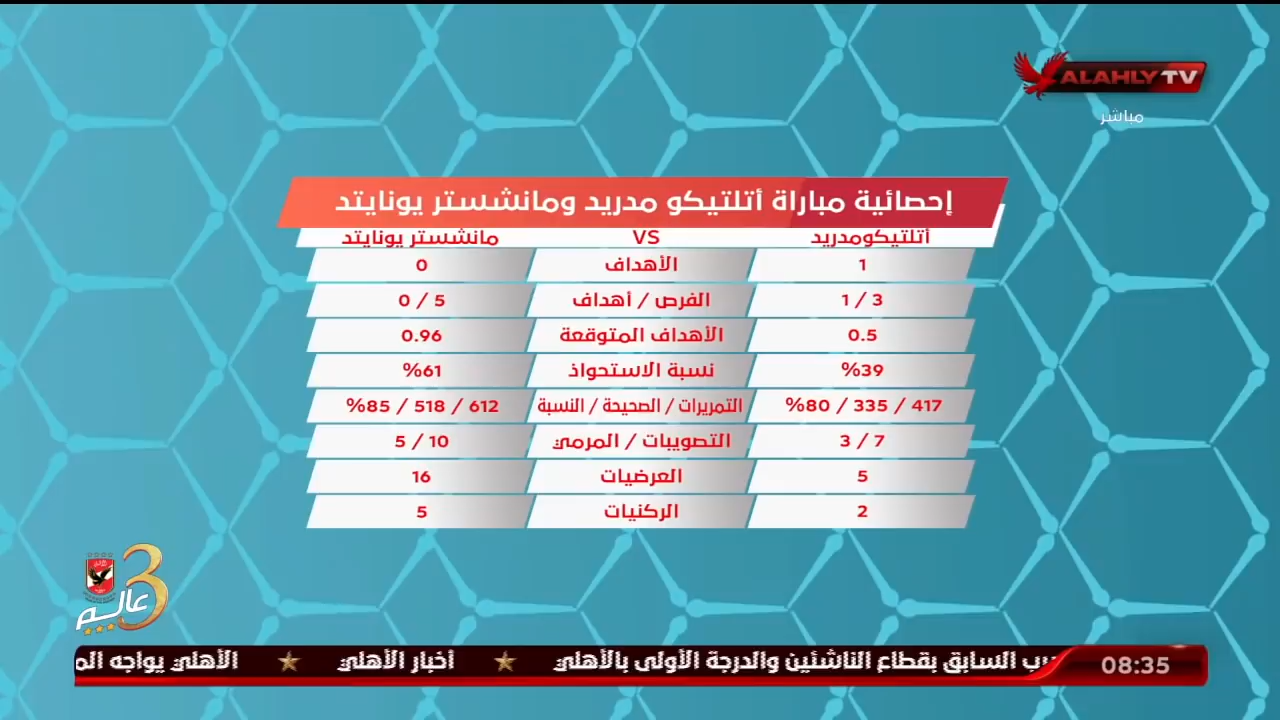 ALAHLY TV
مباشر
إحصائية مباراة أتلتيكو مدريد ومانشستر يونايتد
أتلتيكومدريد VS مانشستر يونايتد
1 الأهداف 0
1 / 3 الفرص / أهداف 0 / 5
0.5 الأهداف المتوقعة 0.96
%39 نسبة الاستحواذ %61
%80 / 335 / 417 التمريرات / الصحيحة / النسبة %85 / 518 / 612
3 / 7 التصويبات / المرمي 5 / 10
5 العرضيات 16
2 الركنيات 5
3 عالم
08:35
السابق بقطاع الناشئين والدرجة الأولى بالأهلي ★ أخبار الأهلي ★ الأهلي يواجه